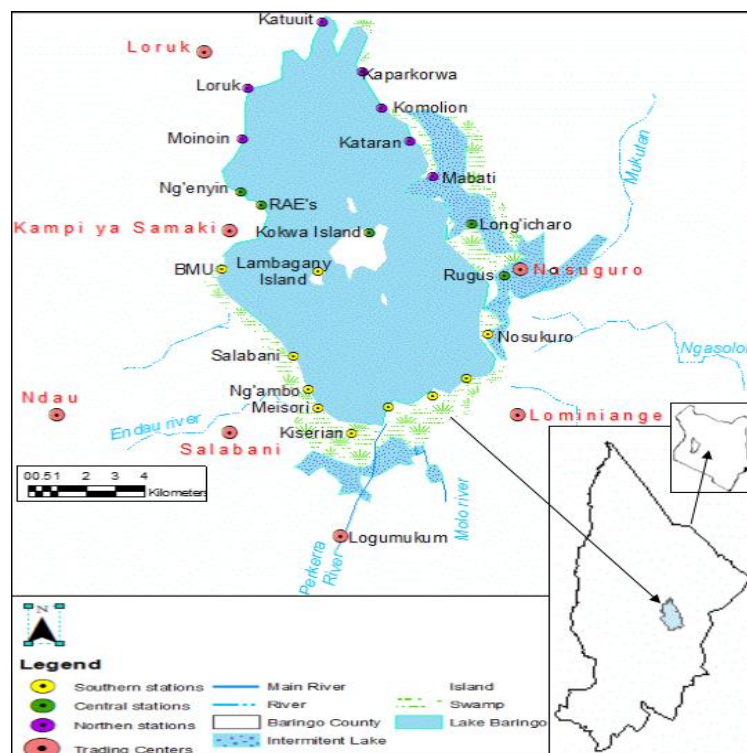 Katuuit
Loruk
Kaparkorwa
Loruk
Komolion
Moinoin
Kataran
Mukutan
Mabati
Ng'enyin
RAE's
Kampi ya Samaki
Kokwa Island
Long'icharo
BMU
Lambagany
Island
Rugus
Nosuguro
Nosukuro
Ngasolor
Salabani
Ndau
Ng'ambo
Meisori
Endau river
Lominiange
Salabani
Kiserian
00.51 2 3 4
Kilometers
Molo river
Logumukum
Perkerra
River
N
Legend
Southern stations
Main River
Island
Central stations
River
Swamp
Northen stations
Baringo County
Lake Baringo
Trading Centers
Intermitent Lake